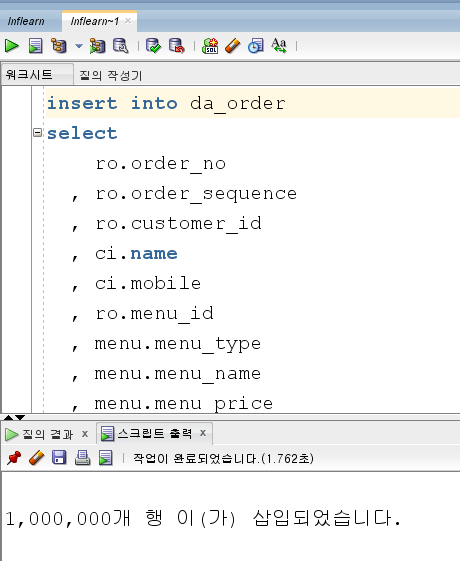 Inflearn Inflearn~1
워크시트 질의 작성기
insert into da_order
select
ro.order_no
, ro.order_sequence
, ro.customer_id
, ci.name
, ci.mobile
, ro.menu_id
, menu.menu_type
, menu.menu_name
, menu.menu_price
질의 결과 x 스크립트 출력 x
작업이 완료되었습니다.(1.762초)
1,000,000개 행 이(가) 삽입되었습니다.